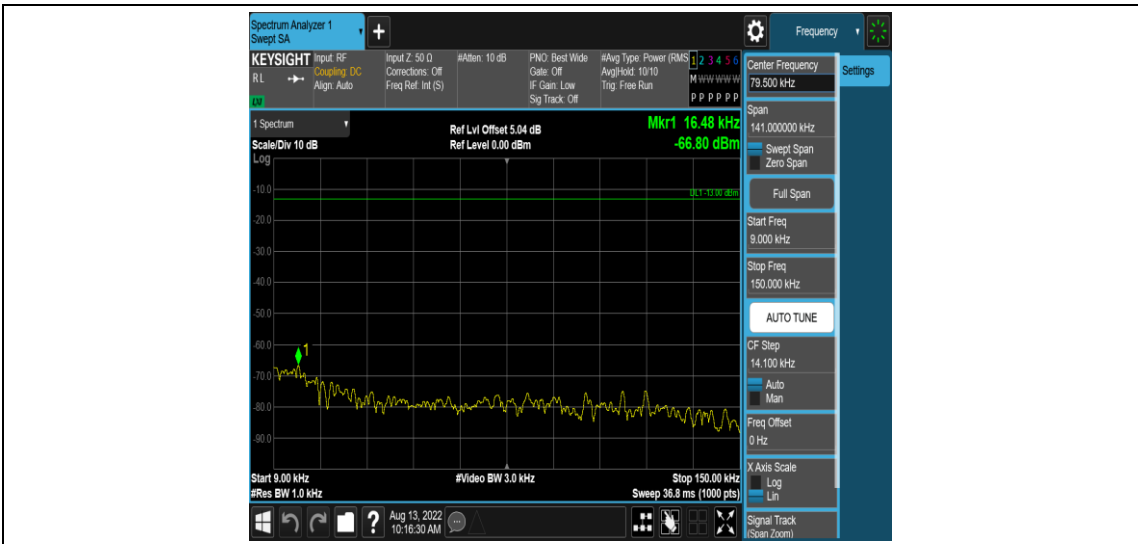 Spectrum Analyzer 1
Swept SA
Frequency
KEYSIGHT
RL
LXI
Input: RF
Coupling: DC
Align: Auto
Input Z: 50 Ω
Corrections: Off
Freq Ref: Int (S)
#Atten: 10 dB
PNO: Best Wide
Gate: Off
IF Gain: Low
Sig Track: Off
#Avg Type: Power (RMS
Avg|Hold: 10/10
Trig: Free Run
1 2 3 4 5 6
M W W W W W
P P P P P P
Center Frequency
79.500 kHz
Settings
Span
141.000000 kHz
Swept Span
Zero Span
Full Span
Start Freq
9.000 kHz
Stop Freq
150.000 kHz
AUTO TUNE
CF Step
14.100 kHz
Auto
Man
Freq Offset
0 Hz
X Axis Scale
Log
Lin
Signal Track
(Span Zoom)
1 Spectrum
Scale/Div 10 dB
Log
Ref Lvl Offset 5.04 dB
Ref Level 0.00 dBm
Mkr1 16.48 kHz
-66.80 dBm
DL1 -13.00 dBm
-10.0
-20.0
-30.0
-40.0
-50.0
-60.0
-70.0
-80.0
-90.0
1
Start 9.00 kHz
#Res BW 1.0 kHz
#Video BW 3.0 kHz
Stop 150.00 kHz
Sweep 36.8 ms (1000 pts)
Aug 13, 2022
10:16:30 AM